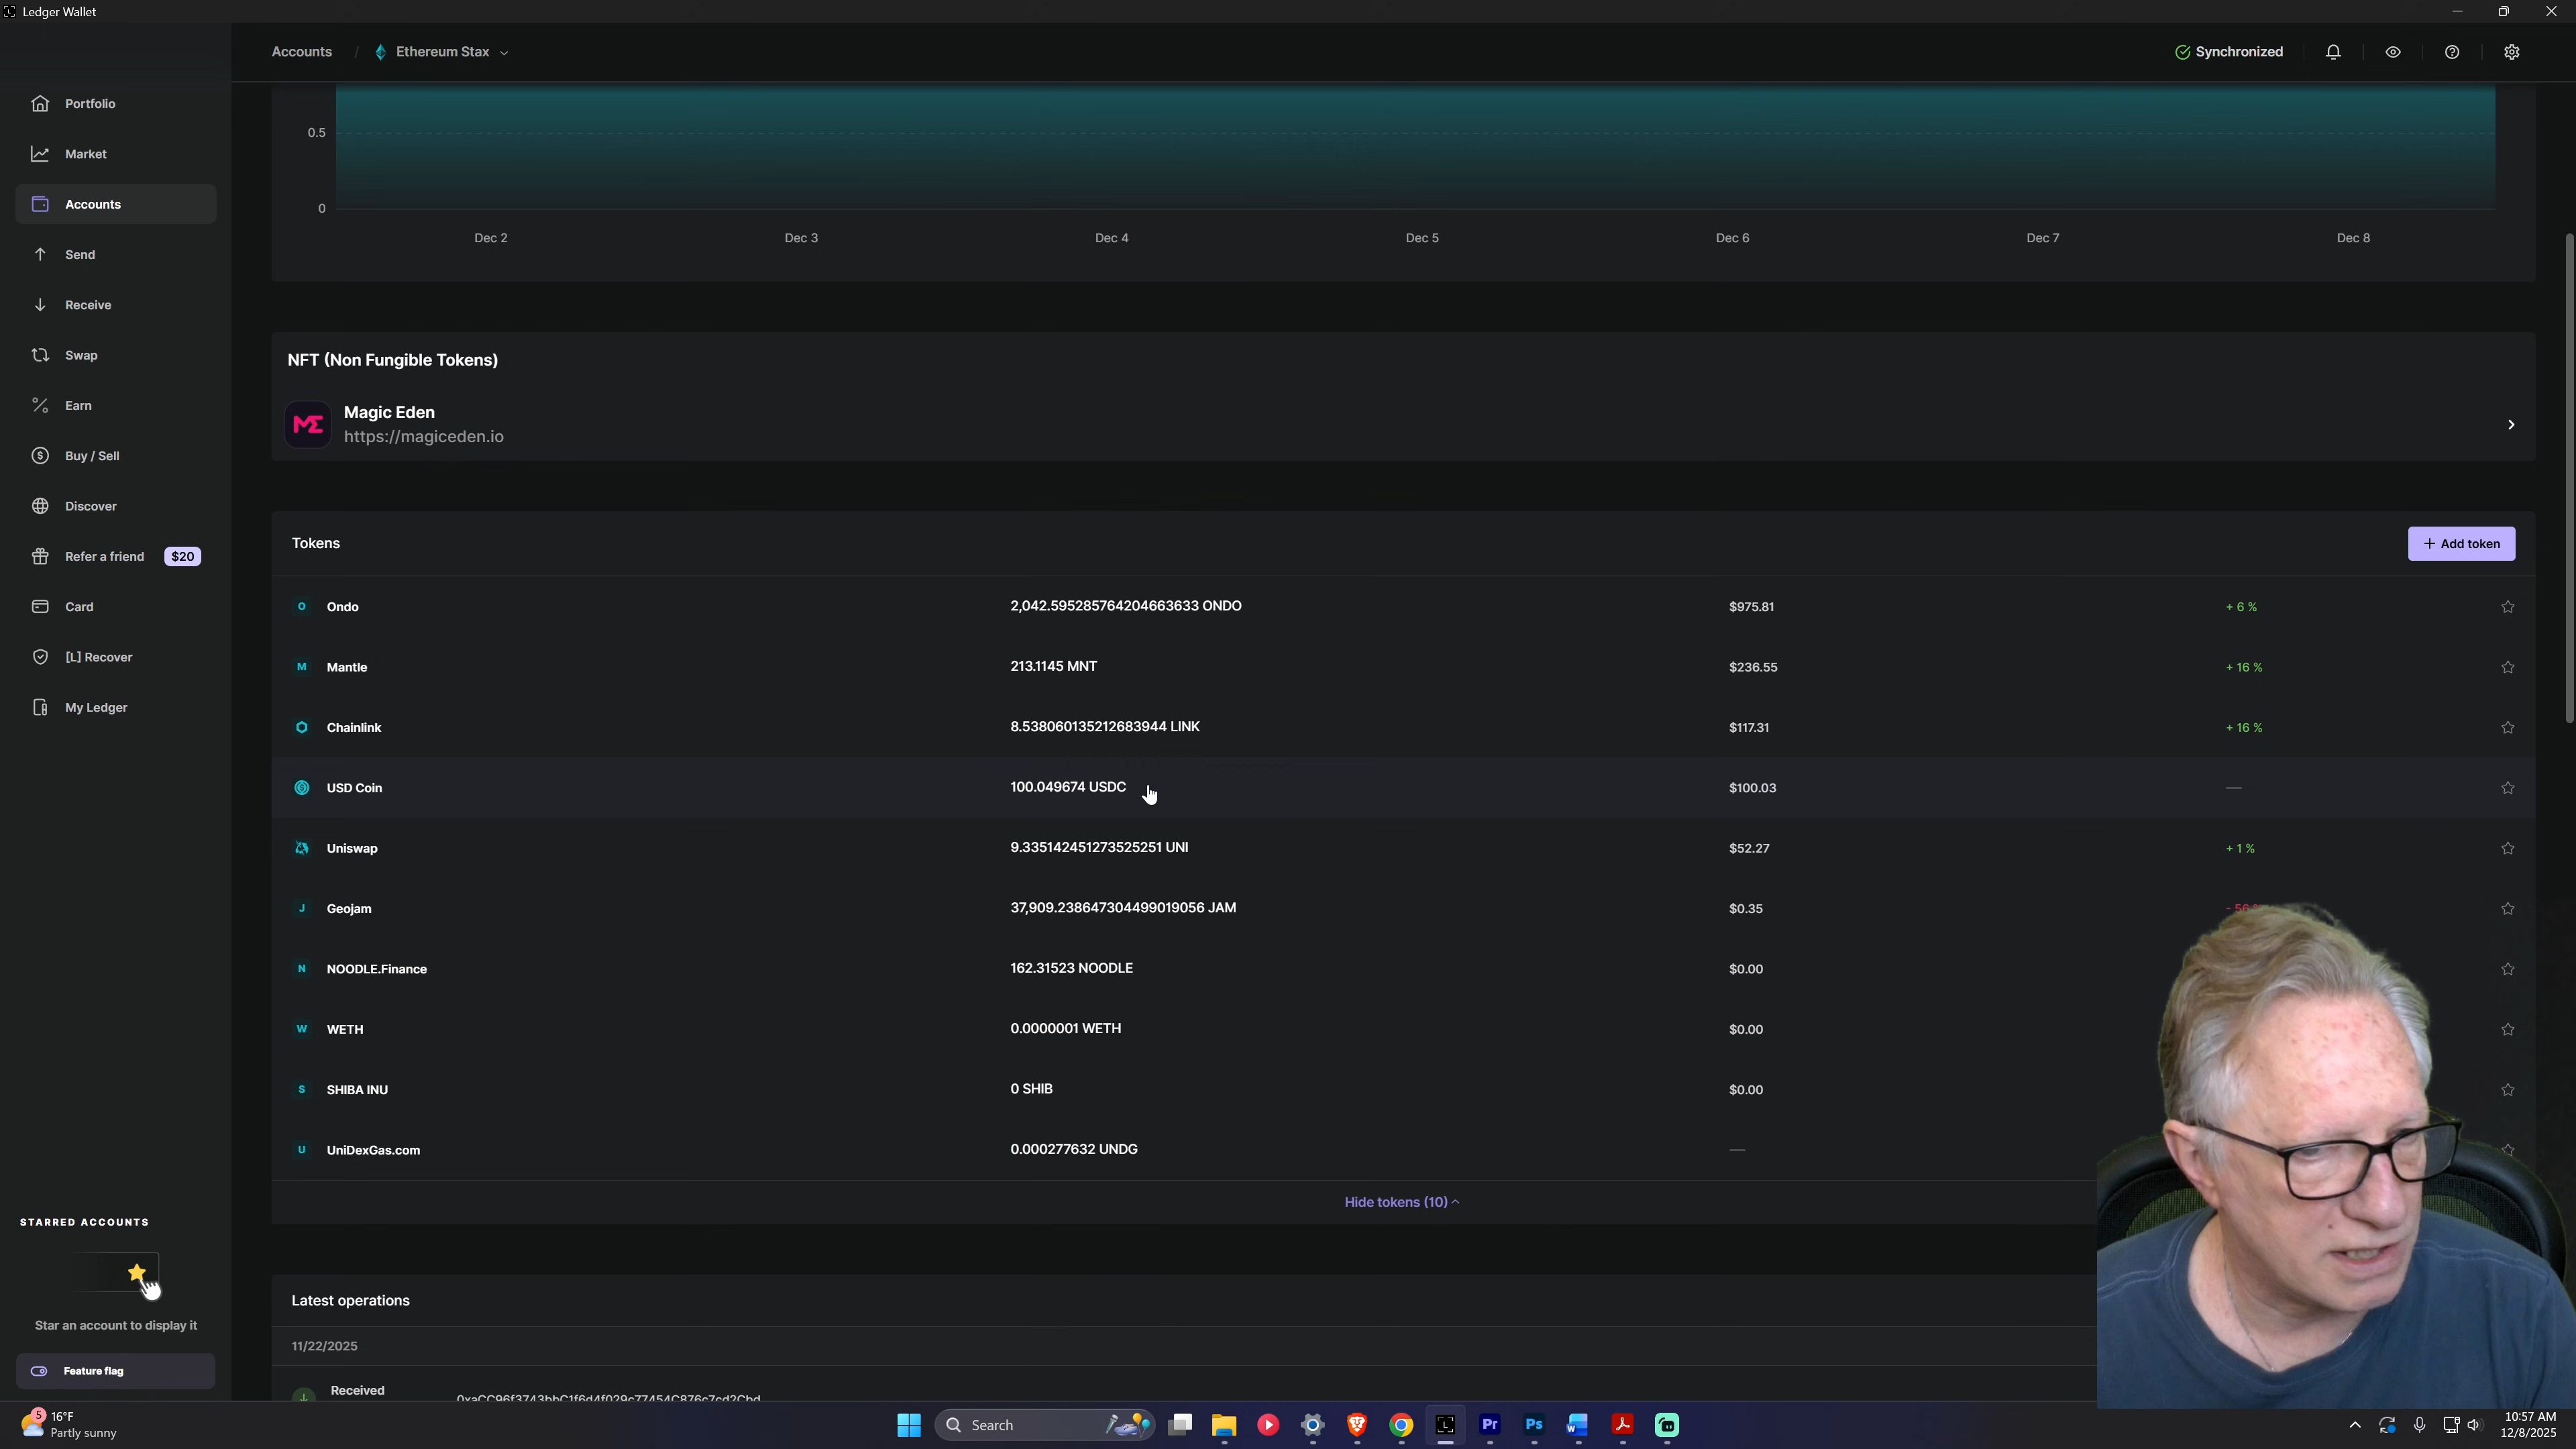 Ledger Wallet
Accounts / Ethereum Stax
Synchronized
Portfolio
Market
Accounts
Send
Receive
Swap
Earn
Buy / Sell
Discover
Refer a friend $20
Card
[L] Recover
My Ledger
STARRED ACCOUNTS
Star an account to display it
Feature flag
0.5
0
Dec 2 Dec 3 Dec 4 Dec 5 Dec 6 Dec 7 Dec 8
NFT (Non Fungible Tokens)
Magic Eden
https://magiceden.io
Tokens
+ Add token
Ondo 2,042.595285764204663633 ONDO $975.81 + 6 %
Mantle 213.1145 MNT $236.55 + 16 %
Chainlink 8.538060135212683944 LINK $117.31 + 16 %
USD Coin 100.049674 USDC $100.03 —
Uniswap 9.335142451273525251 UNI $52.27 + 1 %
Geojam 37,909.238647304499019056 JAM $0.35
NOODLE.Finance 162.31523 NOODLE $0.00
WETH 0.0000001 WETH $0.00
SHIBA INU 0 SHIB $0.00
UniDexGas.com 0.000277632 UNDG —
Hide tokens (10)
Latest operations
11/22/2025
Received
5 16°F
Partly sunny
Search
10:57 AM
12/8/2025